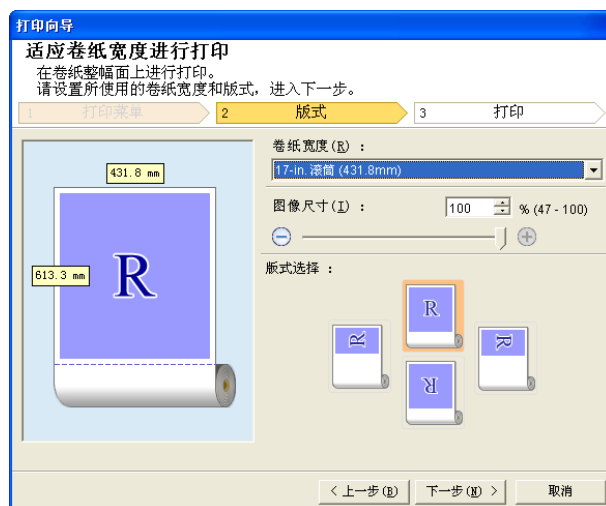 打印向导
适应卷纸宽度进行打印
在卷纸整幅面上进行打印。
请设置所使用的卷纸宽度和版式，进入下一步。
1 打印菜单 2 版式 3 打印
卷纸宽度(R)：
17-in. 滚筒 (431.8mm)
图像尺寸(I)： 100 % (47 - 100)
431.8 mm
613.3 mm
R
版式选择：
R
R
R
R
< 上一步(B) 下一步(N) > 取消